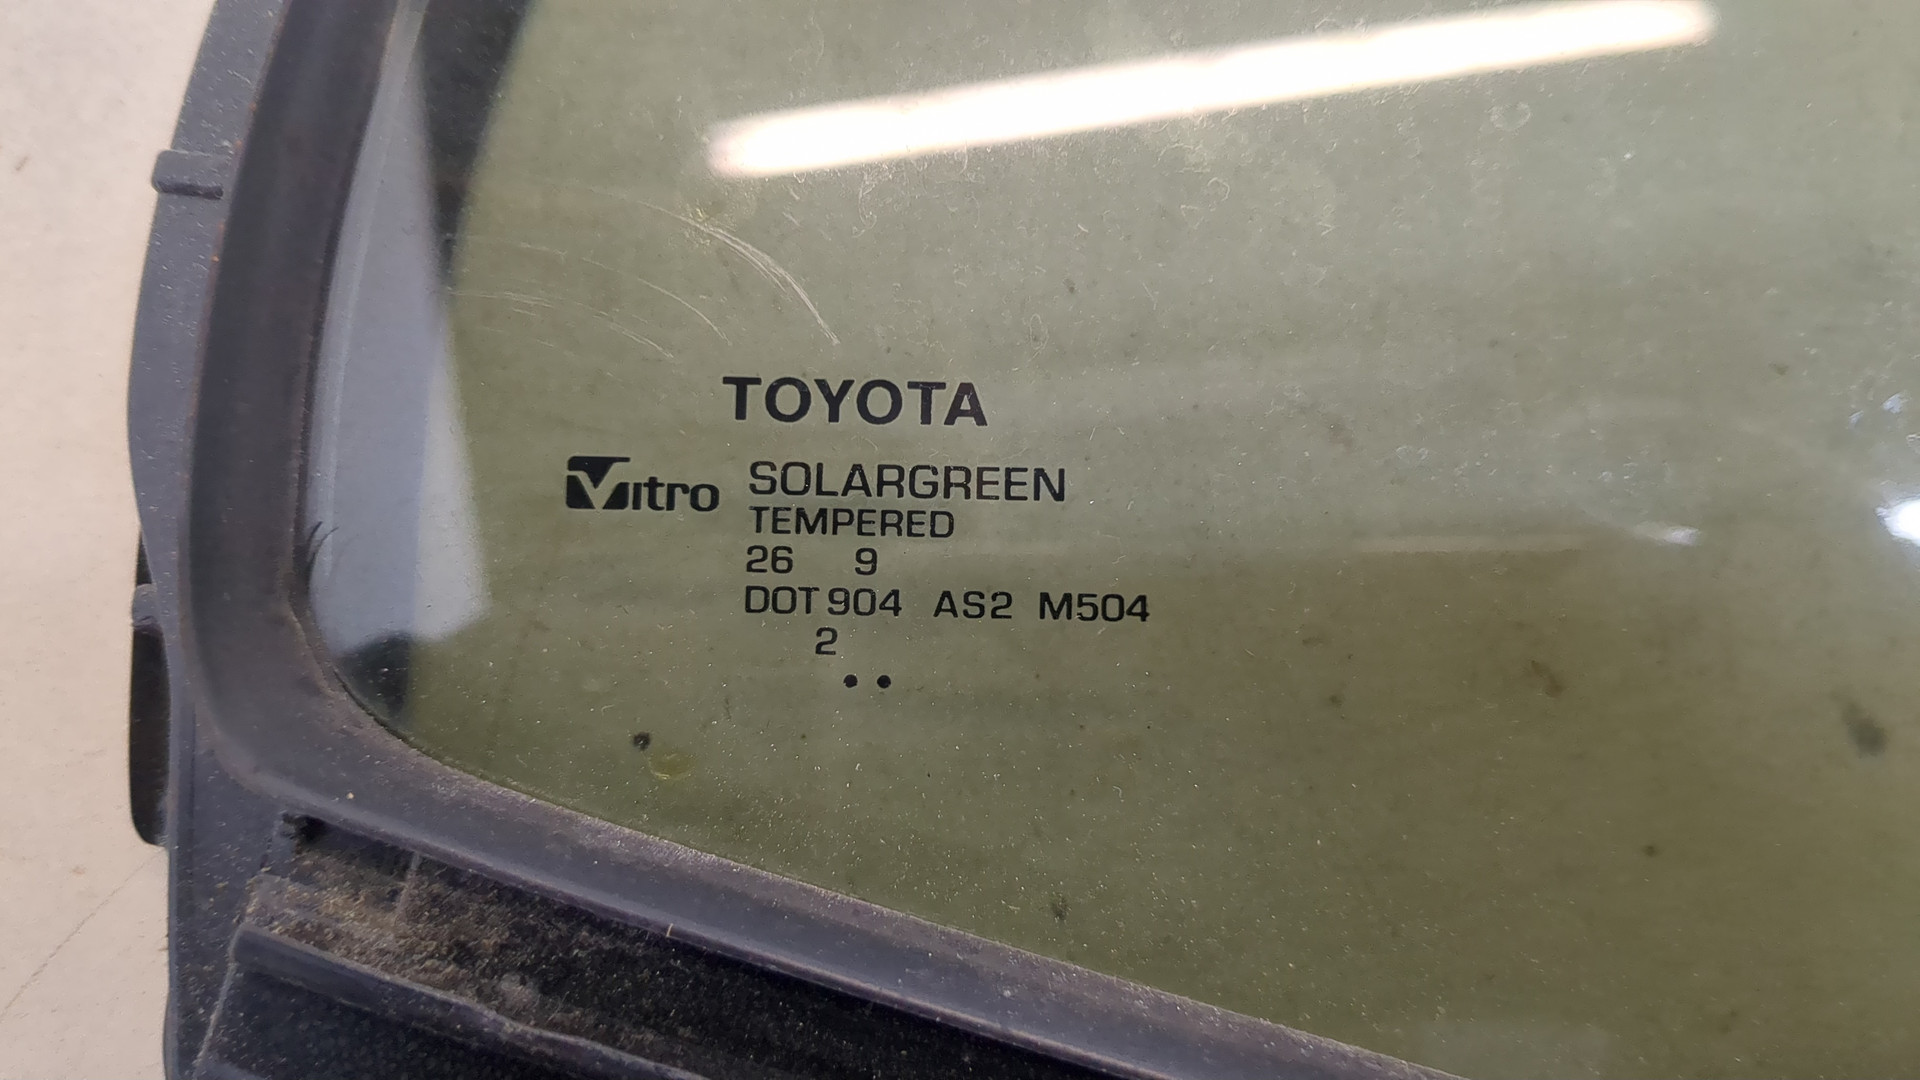 TOYOTA
Vitro SOLARGREEN
TEMPERED
26 9
DOT 904 AS2 M504
2